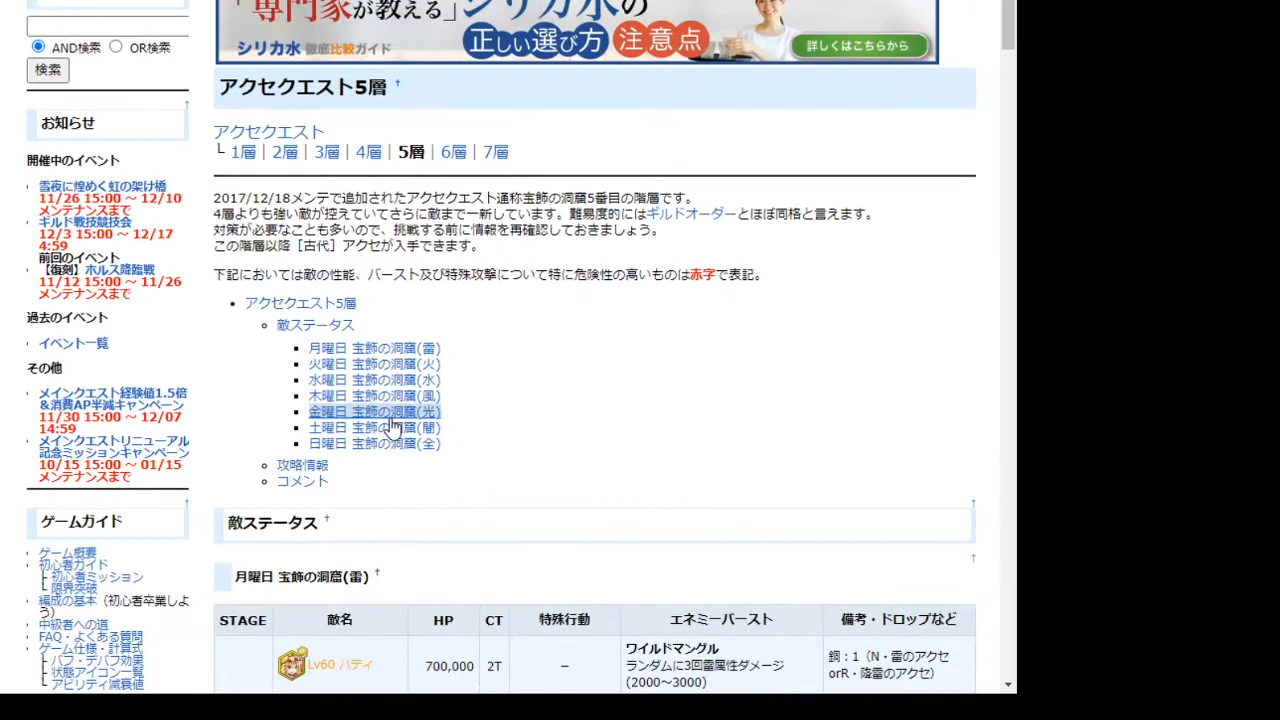 「専門家が教える」シリカ水の
正しい選び方 注意点
シリカ水 徹底比較ガイド
詳しくはこちらから
AND検索 OR検索
検索
お知らせ
開催中のイベント
雪夜に煌めく虹の架け橋
11/26 15:00 ～ 12/10
メンテナンスまで
ギルド戦技競技会
12/3 15:00 ～ 12/17
4:59
前回のイベント
【復刻】ホルス降臨戦
11/12 15:00 ～ 11/26
メンテナンスまで
過去のイベント
イベント一覧
その他
メインクエスト経験値1.5倍
&消費AP半減キャンペーン
11/30 15:00 ～ 12/07
14:59
メインクエストリニューアル
記念ミッションキャンペーン
10/15 15:00 ～ 01/15
メンテナンスまで
↑
ゲームガイド
ゲーム概要
初心者ガイド
├ 初心者ミッション
└ 限界突破
編成の基本（初心者卒業しよ
う）
中級者への道
FAQ・よくある質問
ゲーム仕様・計算式
├ バフ・デバフ効果
├ 状態アイコン一覧
└ アビリティ減衰値
アクセクエスト5層 †
アクセクエスト
└ 1層 | 2層 | 3層 | 4層 | 5層 | 6層 | 7層
2017/12/18メンテで追加されたアクセクエスト通称宝飾の洞窟5番目の階層です。
4層よりも強い敵が控えていてさらに敵まで一新しています。難易度的にはギルドオーダーとほぼ同格と言えます。
対策が必要なことも多いので、挑戦する前に情報を再確認しておきましょう。
この階層以降［古代］アクセが入手できます。
下記においては敵の性能、バースト及び特殊攻撃について特に危険性の高いものは赤字で表記。
アクセクエスト5層
敵ステータス
月曜日 宝飾の洞窟(雷)
火曜日 宝飾の洞窟(火)
水曜日 宝飾の洞窟(水)
木曜日 宝飾の洞窟(風)
金曜日 宝飾の洞窟(光)
土曜日 宝飾の洞窟(闇)
日曜日 宝飾の洞窟(全)
攻略情報
コメント
↑
敵ステータス †
↑
月曜日 宝飾の洞窟(雷) †
STAGE 敵名 HP CT 特殊行動 エネミーバースト 備考・ドロップなど
Lv60 ハティ 700,000 2T –
ワイルドマングル
ランダムに3回雷属性ダメージ
(2000～3000)
銅：1（N・雷のアクセ
orR・降雷のアクセ）